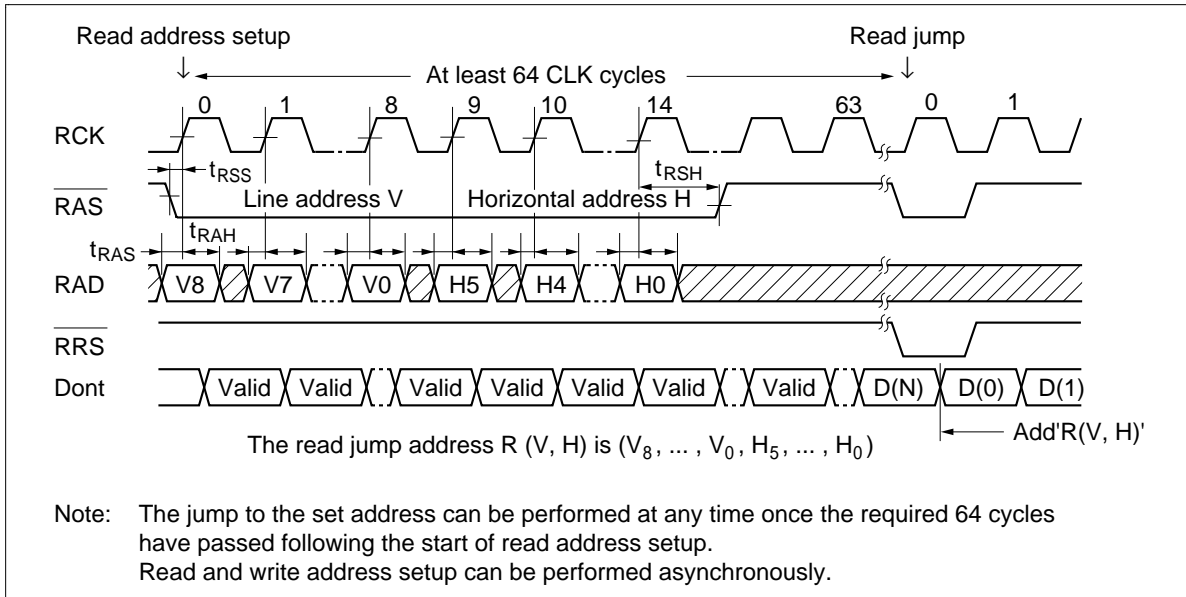 Read address setup Read jump
At least 64 CLK cycles
0 1 8 9 10 14 63 0 1
RCK
tRSS tRSH
RAS Line address V Horizontal address H
tRAS tRAH
RAD V8 V7 V0 H5 H4 H0
RRS
Dont Valid Valid Valid Valid Valid Valid Valid D(N) D(0) D(1)
Add'R(V, H)'
The read jump address R (V, H) is (V8, ... , V0, H5, ... , H0)
Note: The jump to the set address can be performed at any time once the required 64 cycles
have passed following the start of read address setup.
Read and write address setup can be performed asynchronously.